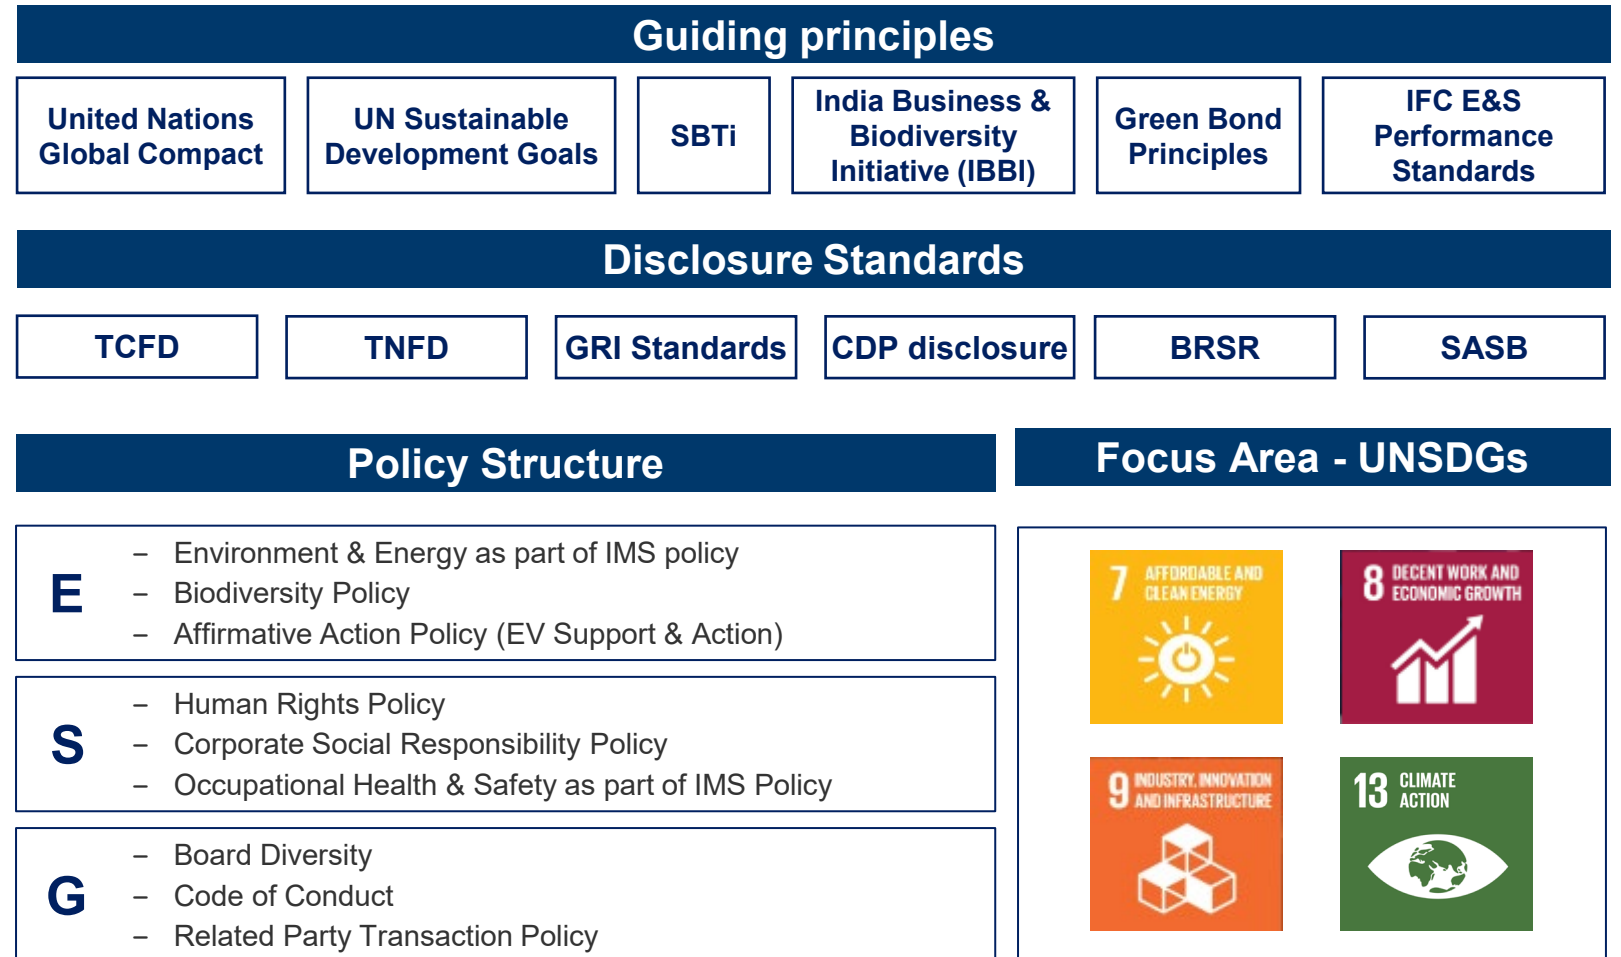 Guiding principles
United Nations
Global Compact
UN Sustainable
Development Goals
SBTi
India Business &
Biodiversity
Initiative (IBBI)
Green Bond
Principles
IFC E&S
Performance
Standards
Disclosure Standards
TCFD
TNFD
GRI Standards
CDP disclosure
BRSR
SASB
Policy Structure
E
– Environment & Energy as part of IMS policy
– Biodiversity Policy
– Affirmative Action Policy (EV Support & Action)
S
– Human Rights Policy
– Corporate Social Responsibility Policy
– Occupational Health & Safety as part of IMS Policy
G
– Board Diversity
– Code of Conduct
– Related Party Transaction Policy
Focus Area - UNSDGs
7 AFFORDABLE AND
CLEAN ENERGY
8 DECENT WORK AND
ECONOMIC GROWTH
9 INDUSTRY, INNOVATION
AND INFRASTRUCTURE
13 CLIMATE
ACTION